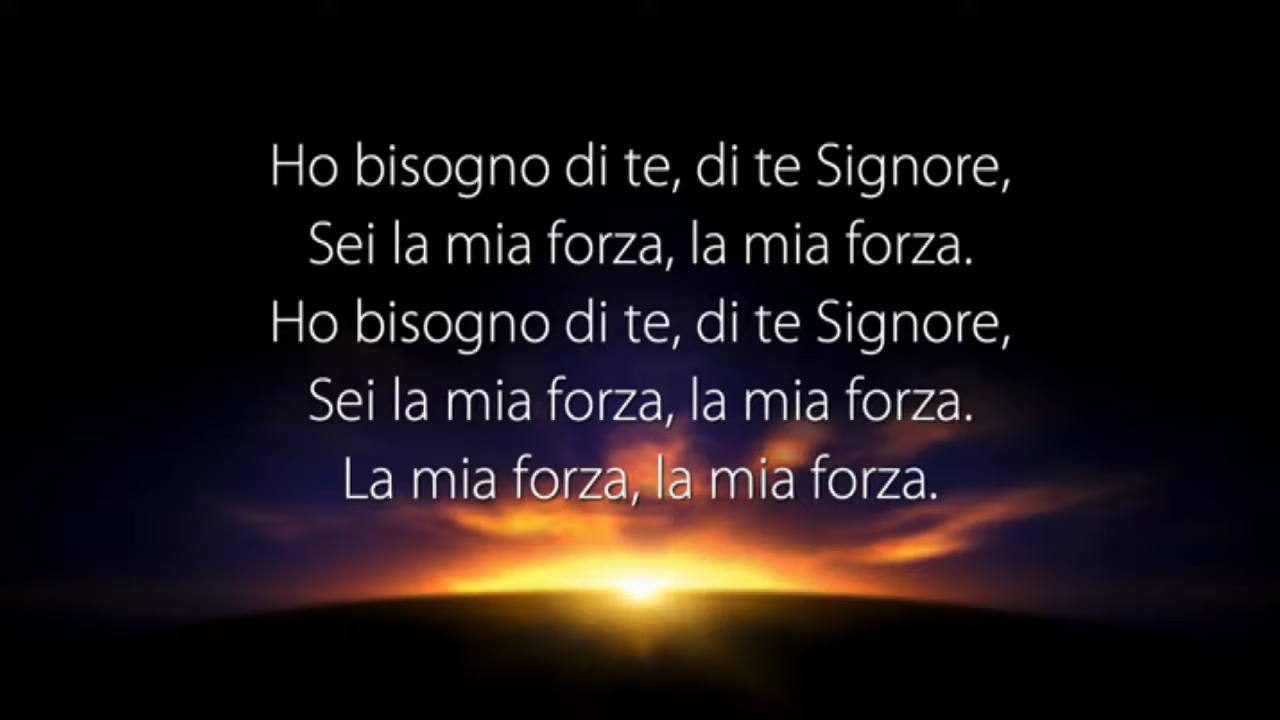 Ho bisogno di te, di te Signore,
Sei la mia forza, la mia forza.
Ho bisogno di te, di te Signore,
Sei la mia forza, la mia forza.
La mia forza, la mia forza.